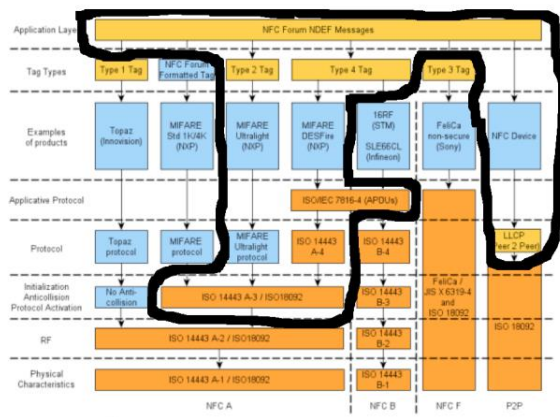 Application Laye
NFC Forum NDEF Messages
Tag Types
Type 1 Tag
NFC Forum
Formatted Tag
Type 2 Tag
Type 4 Tag
Type 3 Tag
Examples
of products
Topaz
(Innovision)
MIFARE
Std 1K/4K
(NXP)
MIFARE
Ultralight
(NXP)
MIFARE
DESFire
(NXP)
16RF
(STM)
SLE66CL
(Infineon)
FeliCa
non-secure
(Sony)
NFC Device
Applicative Protocol
ISO/IEC 7816-4 (APDUs)
Protocol
Topaz
protocol
MIFARE
protocol
MIFARE
Ultralight protocol
ISO 14443
A-4
ISO 14443
B-4
LLCP
Peer 2 Peer)
Initialization
Anticollision
Protocol Activation
No Anti-
collision
ISO 14443 A-3 / ISO18092
ISO 14443
B-3
FeliCa /
JIS X 6319-4
and
ISO 18092
ISO 18092
RF
ISO 14443 A-2 / ISO18092
ISO 14443
B-2
Physical
Characteristics
ISO 14443 A-1 / ISO18092
ISO 14443
B-1
NFC A
NFC B
NFC F
P2P